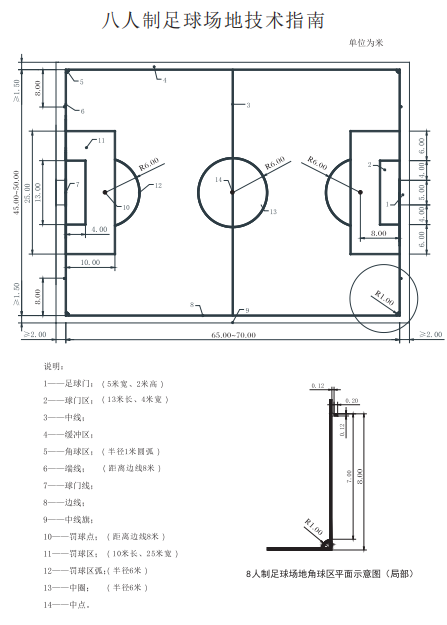 八人制足球场地技术指南
单位为米
≥1.50
8.00
5
4
6
3
11
R6.00
R6.00
R6.00
6.00
4.00
2
45.00~50.00
25.00
13.00
7
12
14
1
5.00
10
13
4.00
4.00
8.00
6.00
10.00
≥1.50
8.00
R1.00
8
9
≥2.00
65.00~70.00
≥2.00
说明:
1——足球门:(5米宽、2米高)
2——球门区:(13米长、4米宽)
3——中线;
4——缓冲区:
5——角球区:(半径1米圆弧)
6——端线; (距离边线8米)
7——球门线;
8——边线;
9——中线旗;
10——罚球点:(距离边线8米)
11——罚球区:(10米长、25米宽)
12——罚球区弧:(半径6米)
13——中圈; (半径6米)
14——中点。
0.12
0.20
0.12
7.00
8.00
R1.00
8人制足球场地角球区平面示意图(局部)